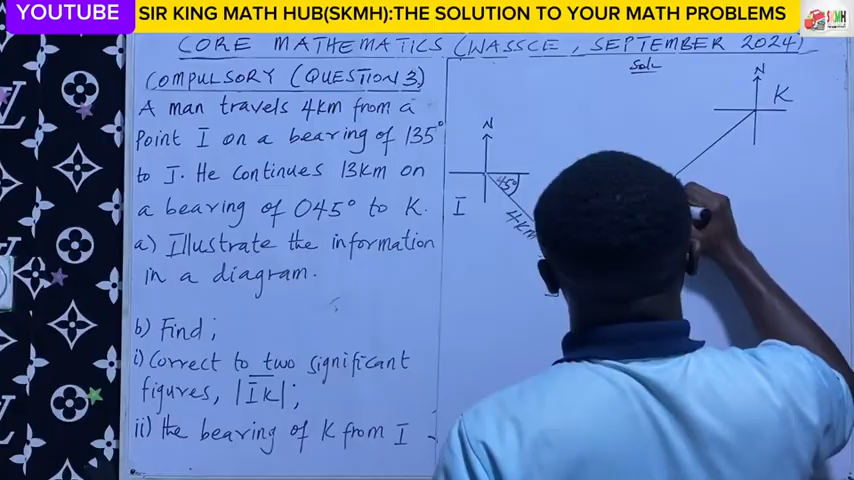 YOUTUBE
SIR KING MATH HUB(SKMH):THE SOLUTION TO YOUR MATH PROBLEMS
SKMH
CORE MATHEMATICS (WASSCE, SEPTEMBER 2024)
COMPULSORY (QUESTION 3)
A man travels 4km from a
point I on a bearing of 135°
to J. He continues 13km on
a bearing of 045° to K.
a) Illustrate the information
in a diagram.
b) Find;
i) Correct to two significant
figures, |Ik|;
ii) the bearing of K from I
Soln
N
I
45°
4km
N
K